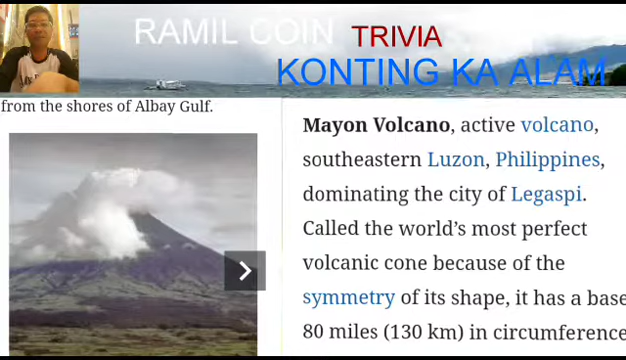 RAMIL COIN TRIVIA
KONTING KA ALAM
from the shores of Albay Gulf.
Mayon Volcano, active volcano,
southeastern Luzon, Philippines,
dominating the city of Legaspi.
Called the world’s most perfect
volcanic cone because of the
symmetry of its shape, it has a base
80 miles (130 km) in circumference